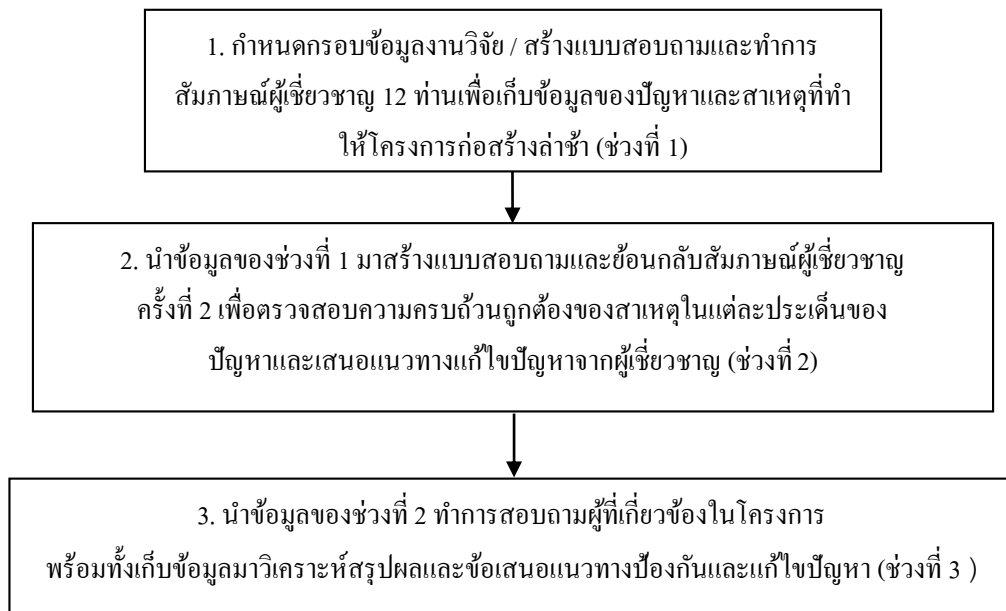 1. กำหนดกรอบข้อมูลงานวิจัย / สร้างแบบสอบถามและทำการ
สัมภาษณ์ผู้เชี่ยวชาญ 12 ท่านเพื่อเก็บข้อมูลของปัญหาและสาเหตุที่ทำ
ให้โครงการก่อสร้างล่าช้า (ช่วงที่ 1)
2. นำข้อมูลของช่วงที่ 1 มาสร้างแบบสอบถามและย้อนกลับสัมภาษณ์ผู้เชี่ยวชาญ
ครั้งที่ 2 เพื่อตรวจสอบความครบถ้วนถูกต้องของสาเหตุในแต่ละประเด็นของ
ปัญหาและเสนอแนวทางแก้ไขปัญหาจากผู้เชี่ยวชาญ (ช่วงที่ 2)
3. นำข้อมูลของช่วงที่ 2 ทำการสอบถามผู้ที่เกี่ยวข้องในโครงการ
พร้อมทั้งเก็บข้อมูลมาวิเคราะห์สรุปผลและข้อเสนอแนวทางป้องกันและแก้ไขปัญหา (ช่วงที่ 3 )